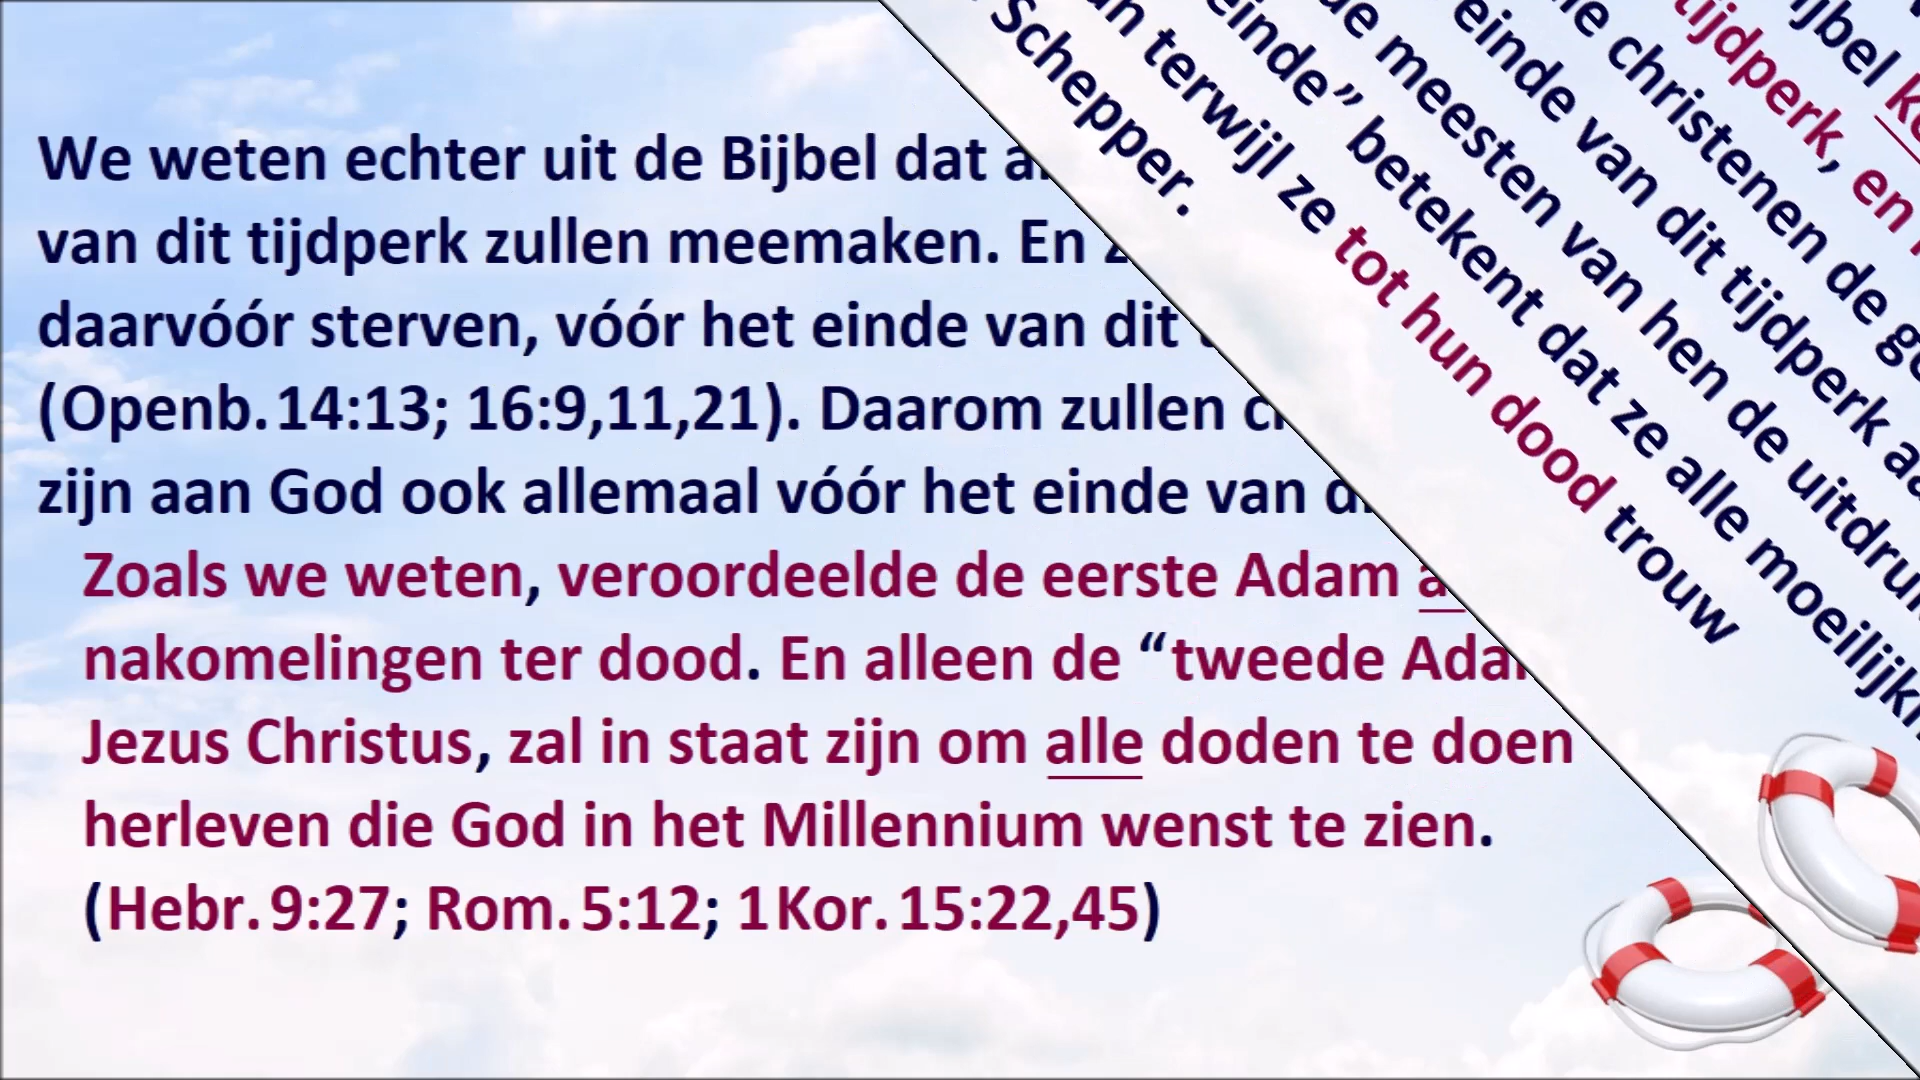 We weten echter uit de Bijbel dat
van dit tijdperk zullen meemaken. En
daarvóór sterven, vóór het einde van dit
(Openb. 14:13; 16:9,11,21). Daarom zullen
zijn aan God ook allemaal vóór het einde van
Zoals we weten, veroordeelde de eerste Adam
nakomelingen ter dood. En alleen de “tweede
Jezus Christus, zal in staat zijn om alle doden te doen
herleven die God in het Millennium wenst te zien.
(Hebr. 9:27; Rom. 5:12; 1 Kor. 15:22,45)
tijdperk, en
christenen de
einde van dit tijdperk
meesten van hen de
einde” betekent dat ze alle
terwijl ze tot hun dood trouw
Schepper.